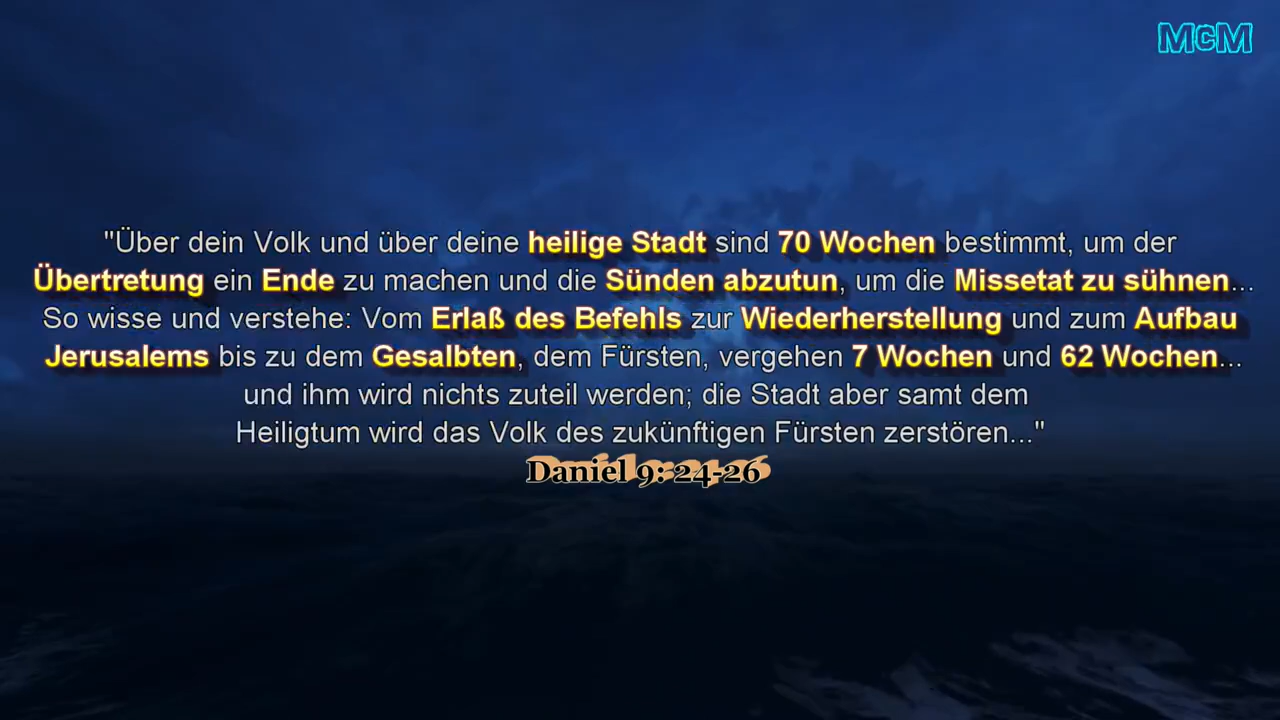 McM
"Über dein Volk und über deine heilige Stadt sind 70 Wochen bestimmt, um der
Übertretung ein Ende zu machen und die Sünden abzutun, um die Missetat zu sühnen...
So wisse und verstehe: Vom Erlaß des Befehls zur Wiederherstellung und zum Aufbau
Jerusalems bis zu dem Gesalbten, dem Fürsten, vergehen 7 Wochen und 62 Wochen...
und ihm wird nichts zuteil werden; die Stadt aber samt dem
Heiligtum wird das Volk des zukünftigen Fürsten zerstören..."
Daniel 9: 24-26